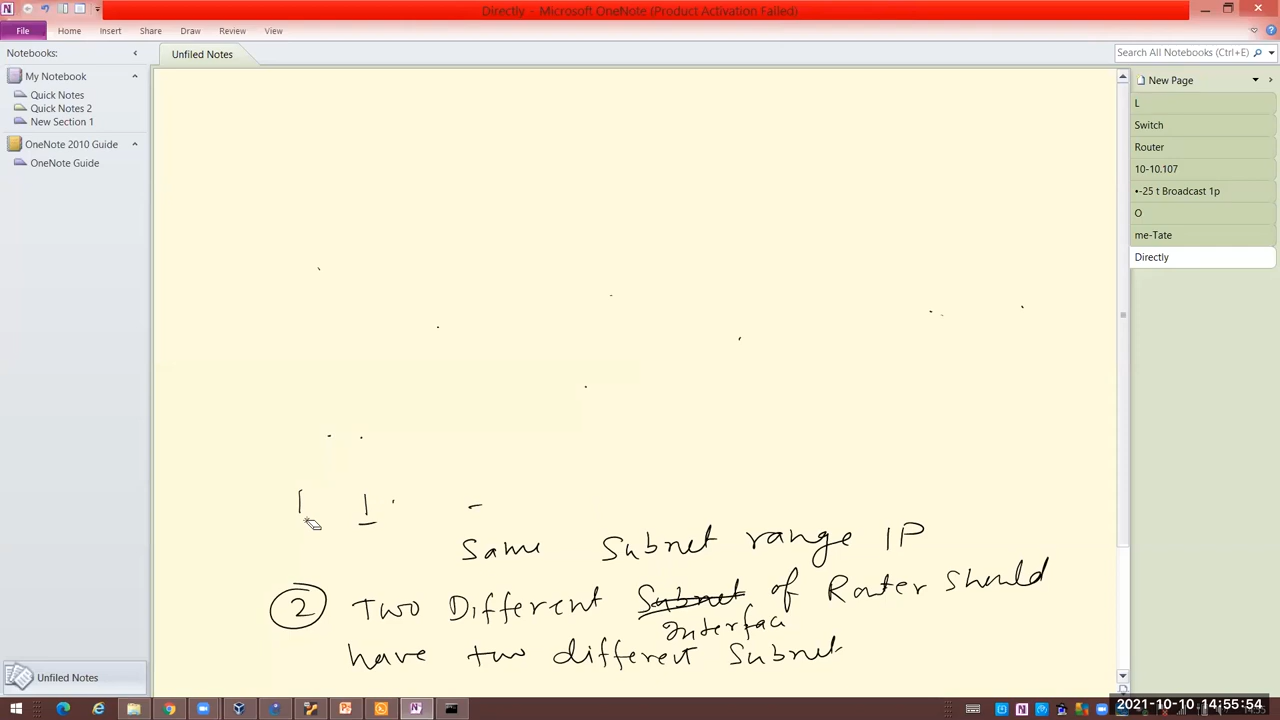 Directly - Microsoft OneNote (Product Activation Failed)
File Home Insert Share Review Draw View
Notebooks:
Unfiled Notes
Search All Notebooks (Ctrl+E)
My Notebook
Quick Notes
Quick Notes 2
New Section 1
OneNote 2010 Guide
OneNote Guide
New Page
L
Switch
Router
10-10.107
•-25 t Broadcast 1p
O
me-Tate
Directly
Same Subnet range IP
2 Two Different Subnet of Router Should
Interfac
have two different Subnet
Unfiled Notes
2021-10-10 14:55:54